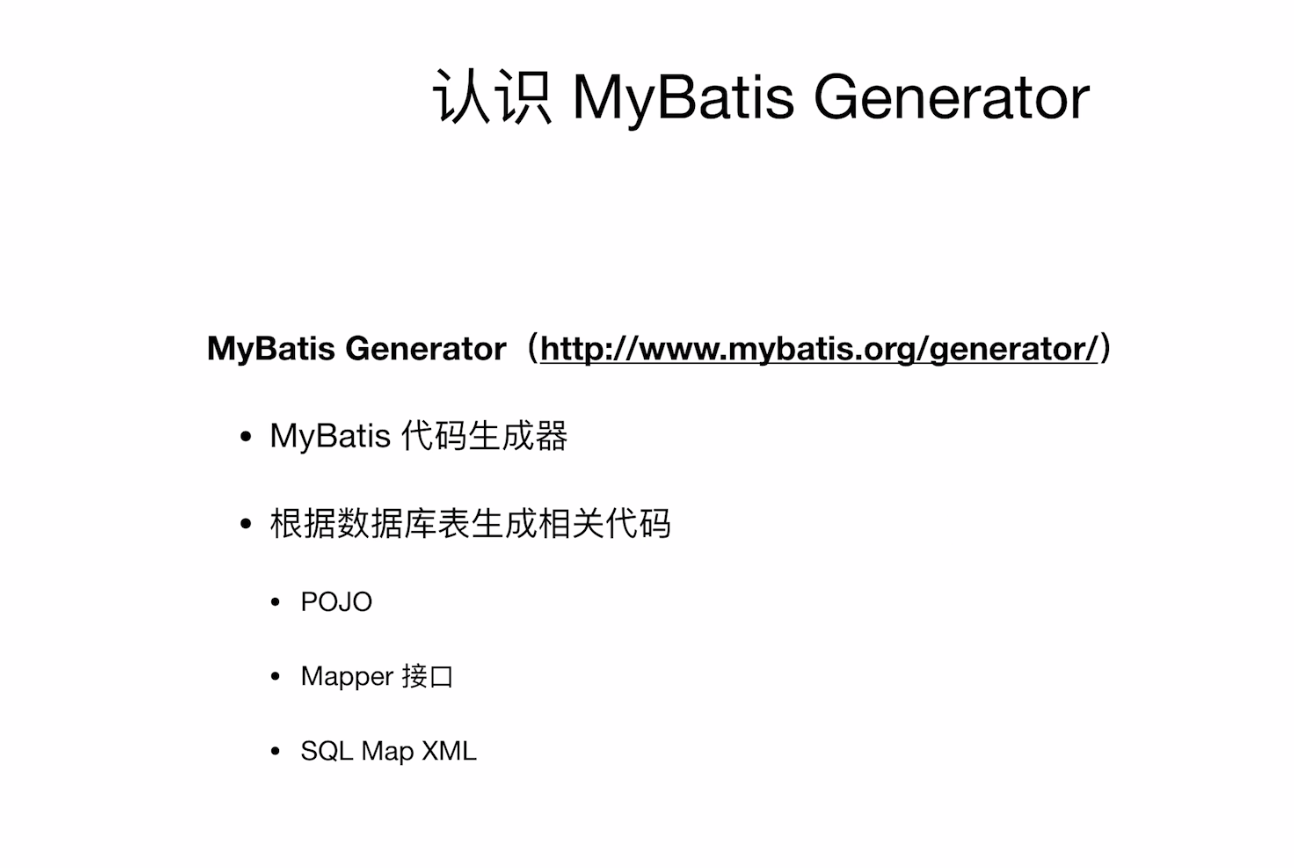 认识 MyBatis Generator
MyBatis Generator（http://www.mybatis.org/generator/）
• MyBatis 代码生成器
• 根据数据库表生成相关代码
• POJO
• Mapper 接口
• SQL Map XML